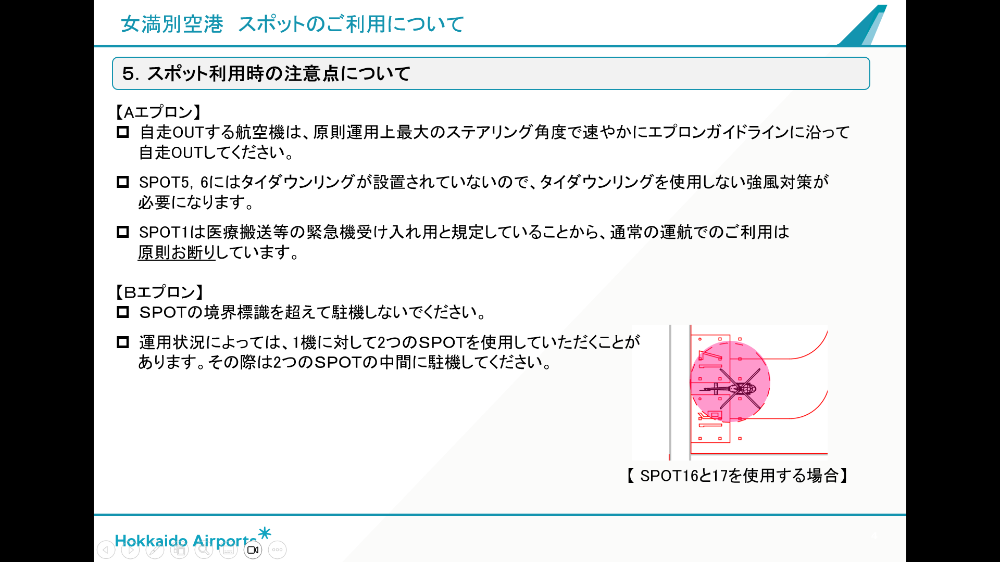 女満別空港　スポットのご利用について
５．スポット利用時の注意点について
【Aエプロン】
自走OUTする航空機は、原則運用上最大のステアリング角度で速やかにエプロンガイドラインに沿って
自走OUTしてください。
SPOT5，6にはタイダウンリングが設置されていないので、タイダウンリングを使用しない強風対策が
必要になります。
SPOT1は医療搬送等の緊急機受け入れ用と規定していることから、通常の運航でのご利用は
原則お断りしています。
【Ｂエプロン】
ＳＰＯＴの境界標識を超えて駐機しないでください。
運用状況によっては、1機に対して2つのＳＰＯＴを使用していただくことが
あります。その際は2つのＳＰＯＴの中間に駐機してください。
【 SPOT16と17を使用する場合】
Hokkaido Airports